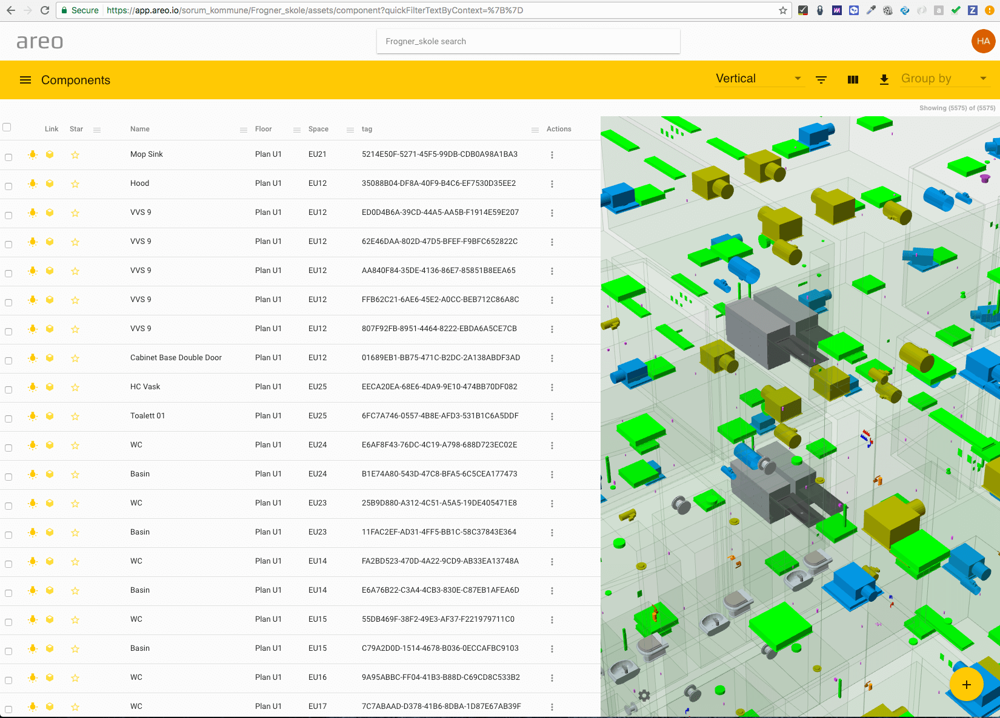 Secure https://app.areo.io/sorum_kommune/Frogner_skole/assets/component?quickFilterTextByContext=%7B%7D
areo
Frogner_skole search
HA
Components
Vertical
Group by
Showing (5575) of (5575)
Link Star Name Floor Space tag Actions
Mop Sink Plan U1 EU21 5214E50F-5271-45F5-99DB-CDB0A98A1BA3
Hood Plan U1 EU12 35088B04-DF8A-40F9-B4C6-EF7530D35EE2
VVS 9 Plan U1 EU12 ED0D4B6A-39CD-44A5-AA5B-F1914E59E207
VVS 9 Plan U1 EU12 62E46DAA-802D-47D5-BFEF-F9BFC652822C
VVS 9 Plan U1 EU12 AA840F84-35DE-4136-86E7-85851B8EEA65
VVS 9 Plan U1 EU12 FFB62C21-6AE6-45E2-A0CC-BEB712C86A8C
VVS 9 Plan U1 EU12 807F92FB-8951-4464-8222-EBDA6A5CE7CB
Cabinet Base Double Door Plan U1 EU12 01689EB1-BB75-471C-B2DC-2A138ABDF3AD
HC Vask Plan U1 EU25 EECA20EA-68E6-4DA9-9E10-474BB70DF082
Toalett 01 Plan U1 EU25 6FC7A746-0557-4B8E-AFD3-531B1C6A5DDF
WC Plan U1 EU24 E6AF8F43-76DC-4C19-A798-688D723EC02E
Basin Plan U1 EU24 B1E74A80-543D-47C8-BFA5-6C5CEA177473
WC Plan U1 EU23 25B9D880-A312-4C51-A5A5-19DE405471E8
Basin Plan U1 EU23 11FAC2EF-AD31-4FF5-BB1C-58C37843E364
WC Plan U1 EU14 FA2BD523-470D-4A22-9CD9-AB33EA13748A
Basin Plan U1 EU14 E6A76B22-C3A4-4CB3-830E-C87EB1AFEA6D
WC Plan U1 EU15 55DB469F-38F2-49E3-AF37-F221979711C0
Basin Plan U1 EU15 C79A2D0D-1514-4678-B036-0ECCAFBC9103
WC Plan U1 EU16 9A95ABBC-FF04-41B3-B88D-C69CD8C533B2
WC Plan U1 EU17 7C7ABAAD-D378-41B6-8DBA-1D87E67AB39F